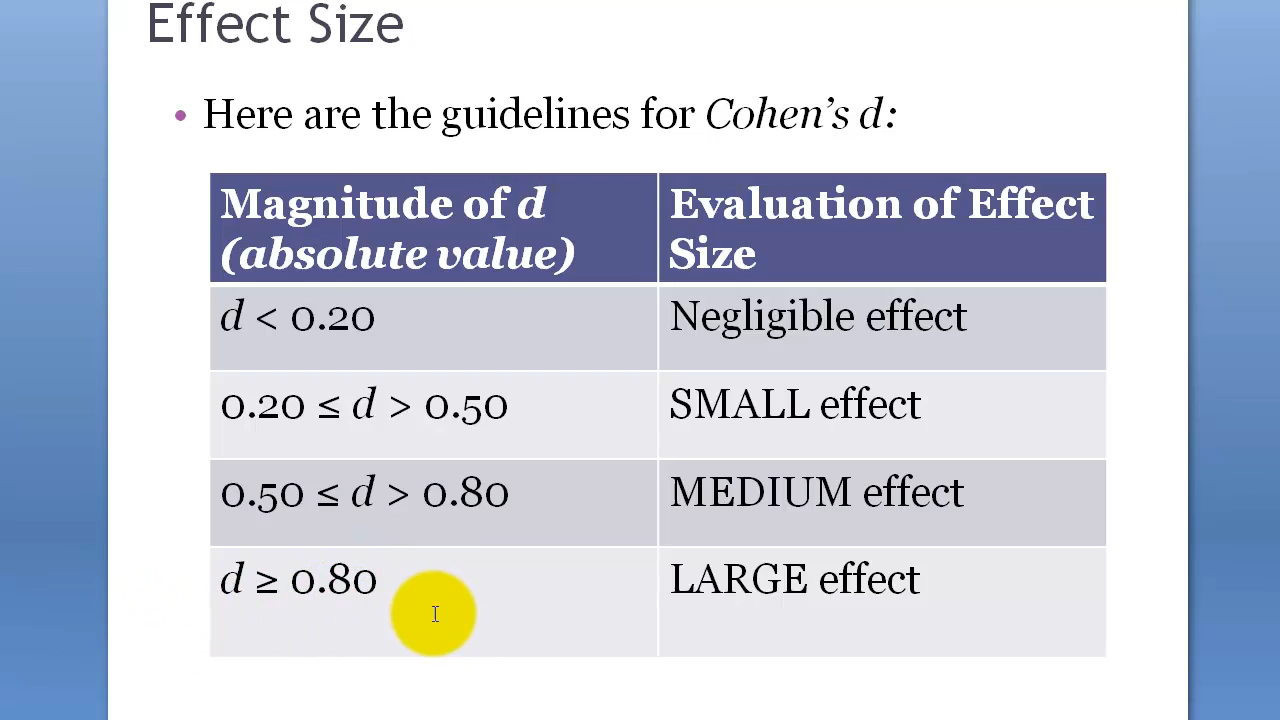 Effect Size
• Here are the guidelines for Cohen's d:
Magnitude of d
(absolute value)
Evaluation of Effect
Size
d < 0.20
Negligible effect
0.20 ≤ d > 0.50
SMALL effect
0.50 ≤ d > 0.80
MEDIUM effect
d ≥ 0.80
LARGE effect